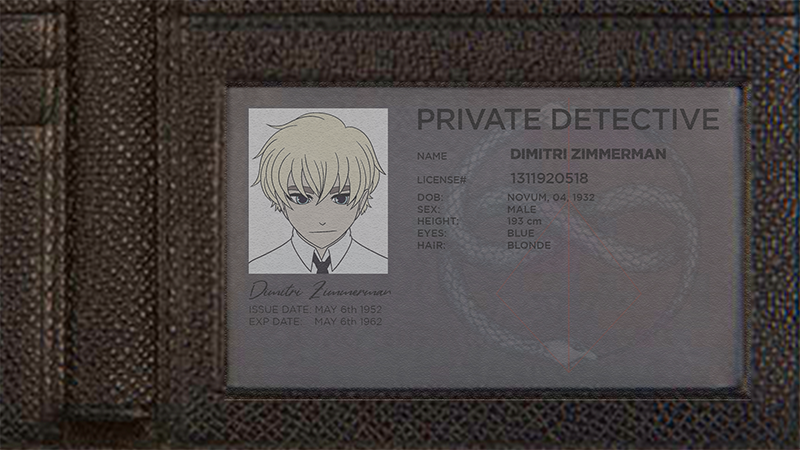 PRIVATE DETECTIVE
NAME DIMITRI ZIMMERMAN
LICENSE# 1311920518
DOB: NOVUM, 04, 1932
SEX: MALE
HEIGHT: 193 cm
EYES: BLUE
HAIR: BLONDE
Dimitri Zimmerman
ISSUE DATE: MAY 6th 1952
EXP DATE: MAY 6th 1962